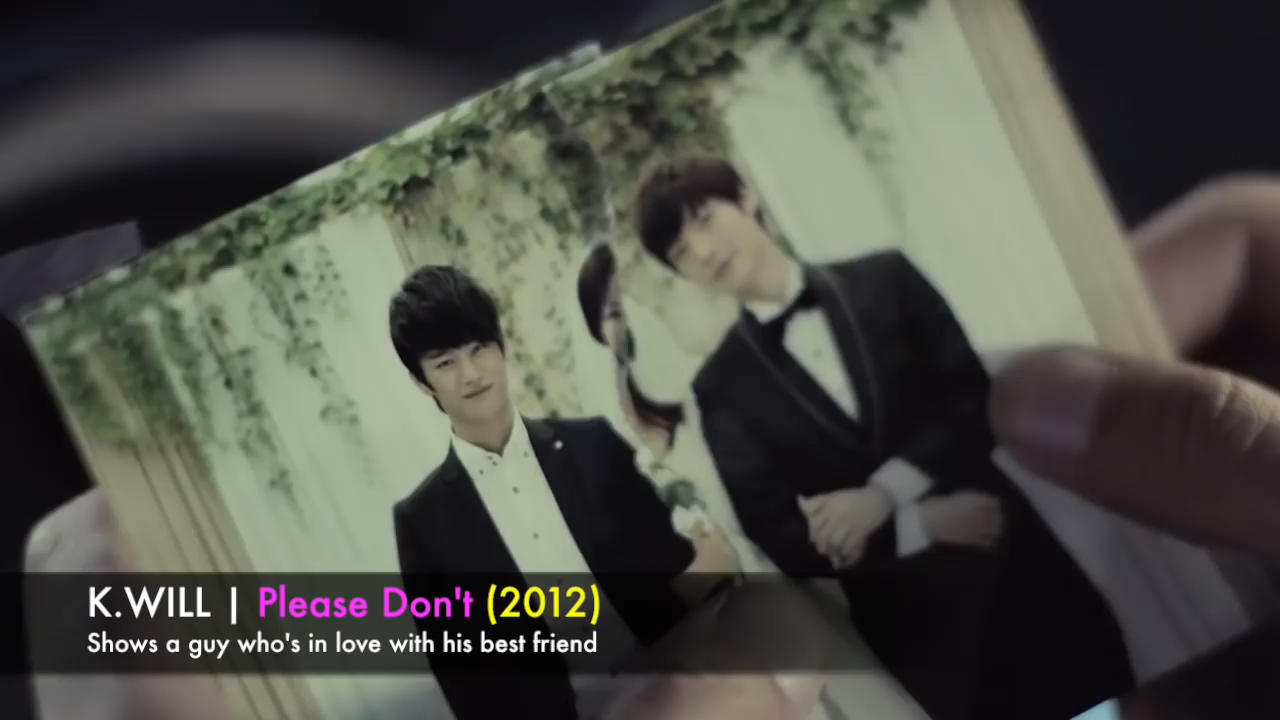 K.WILL | Please Don't (2012)
Shows a guy who's in love with his best friend